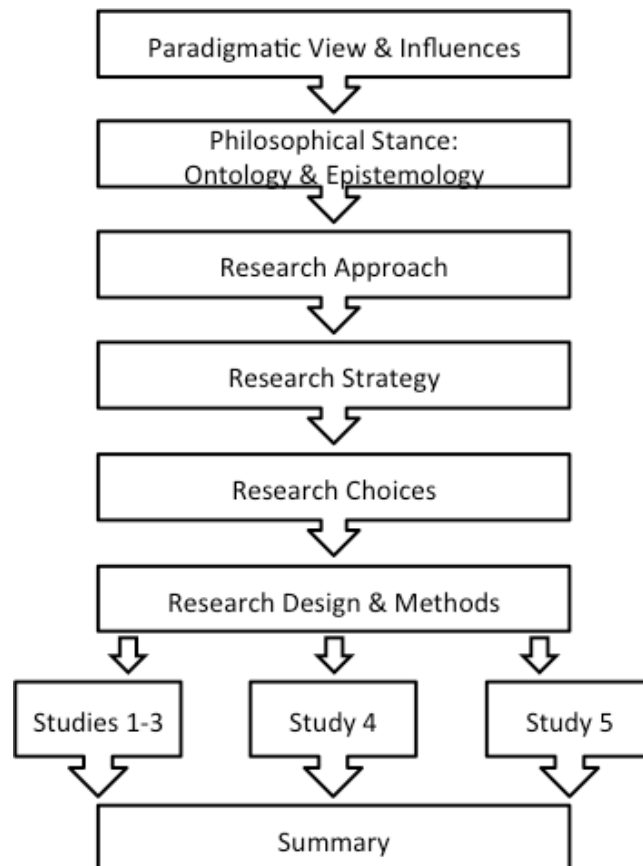 Paradigmatic View & Influences
Philosophical Stance:
Ontology & Epistemology
Research Approach
Research Strategy
Research Choices
Research Design & Methods
Studies 1-3
Study 4
Study 5
Summary